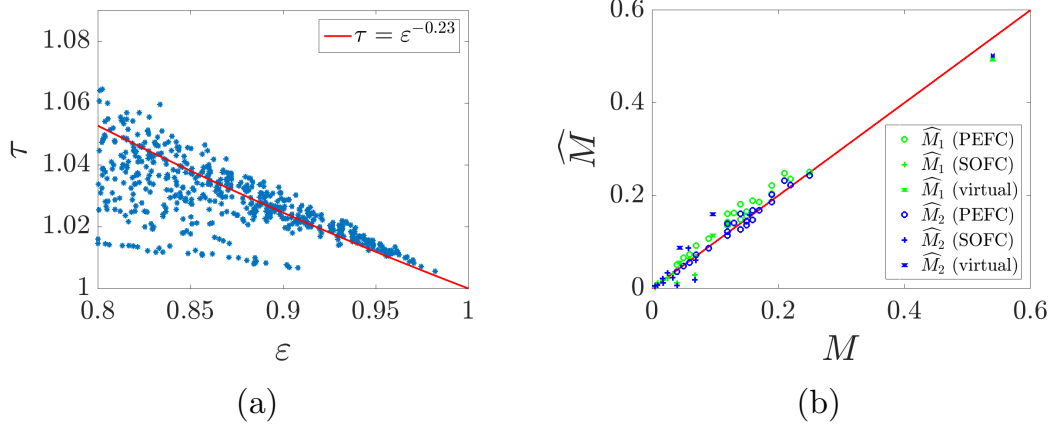 1.08
1.06
1.04
1.02
1
τ
τ = ε^{-0.23}
0.8 0.85 0.9 0.95 1
ε
(a)
0.6
0.4
0.2
0
M̂
M̂₁ (PEFC)
M̂₁ (SOFC)
M̂₁ (virtual)
M̂₂ (PEFC)
M̂₂ (SOFC)
M̂₂ (virtual)
0 0.2 0.4 0.6
M
(b)